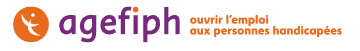 agefiph
ouvrir l'emploi
aux personnes handicapées